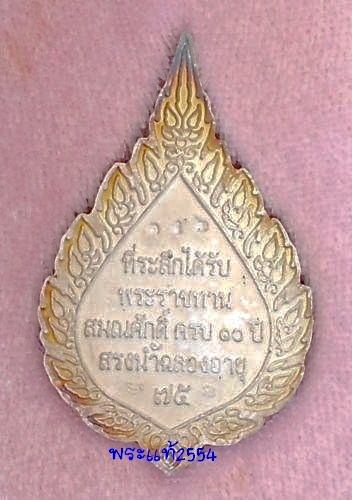 ที่ระลึกได้รับ
พระราชทาน
สมณศักดิ์ ครบ ๑๐ ปี
สรงน้ำฉลองอายุ
๗๕
พระแท้2554